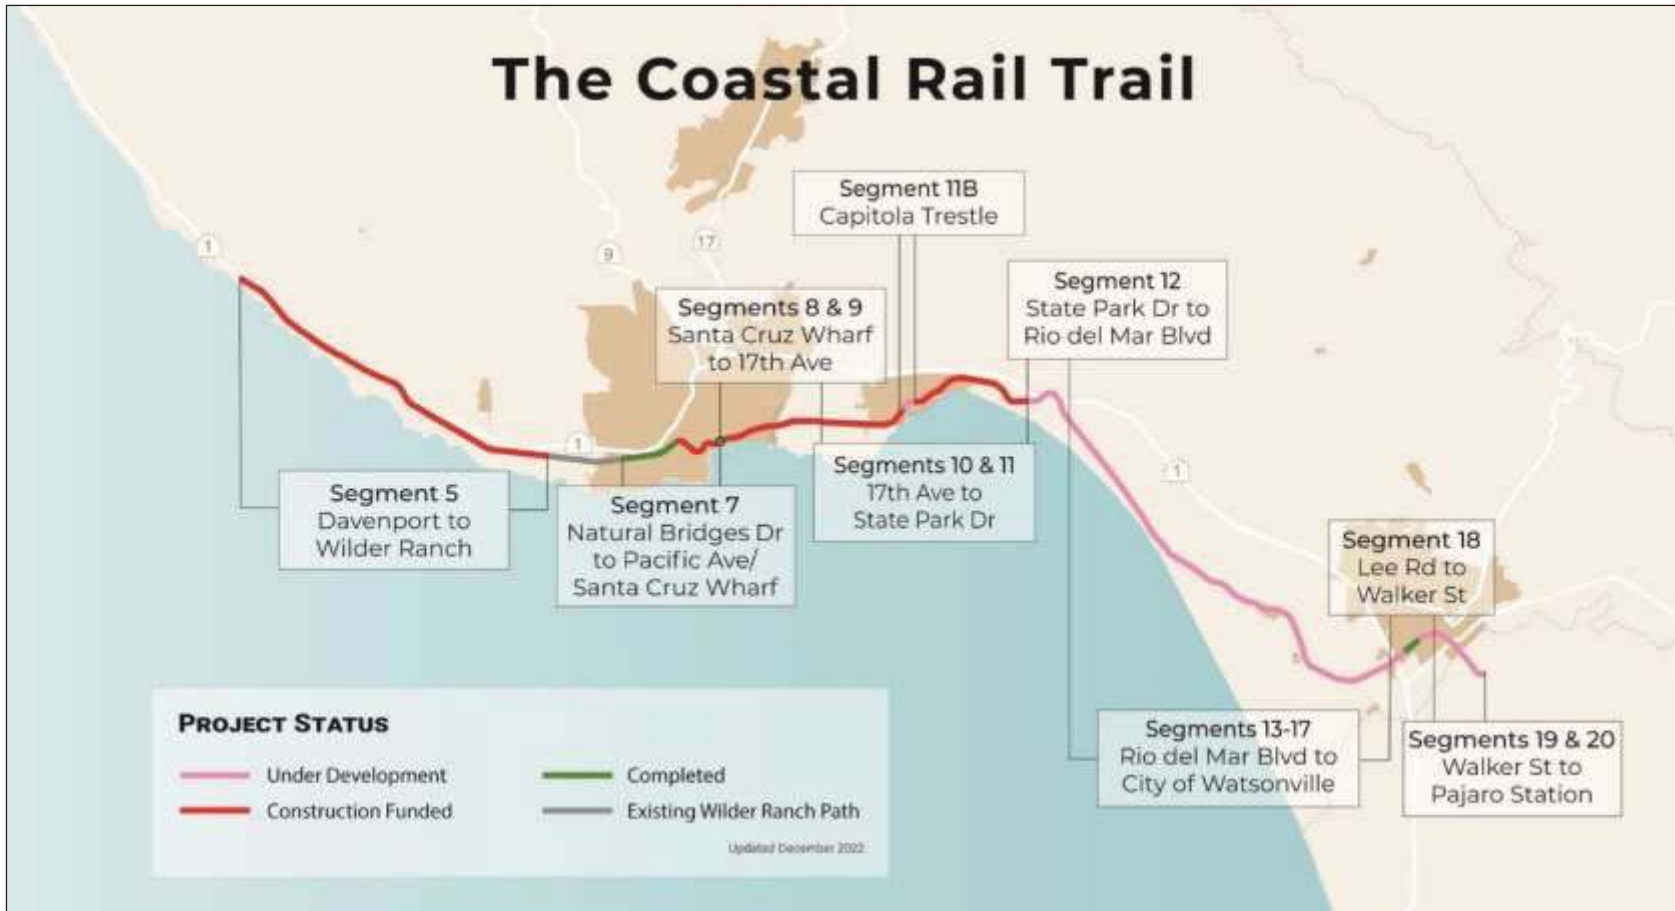 The Coastal Rail Trail
Segment 11B
Capitola Trestle
1
9
17
Segments 8 & 9
Santa Cruz Wharf
to 17th Ave
Segment 12
State Park Dr to
Rio del Mar Blvd
1
1
Segment 5
Davenport to
Wilder Ranch
Segment 7
Natural Bridges Dr
to Pacific Ave/
Santa Cruz Wharf
Segments 10 & 11
17th Ave to
State Park Dr
Segment 18
Lee Rd to
Walker St
Segments 13-17
Rio del Mar Blvd to
City of Watsonville
Segments 19 & 20
Walker St to
Pajaro Station
PROJECT STATUS
Under Development
Completed
Construction Funded
Existing Wilder Ranch Path
Updated December 2022